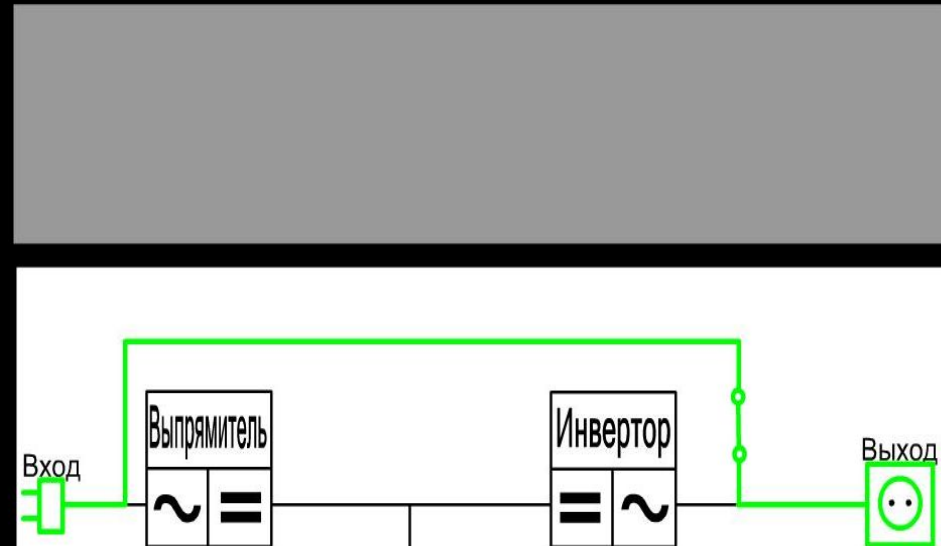 Выпрямитель
Инвертор
Вход
Выход